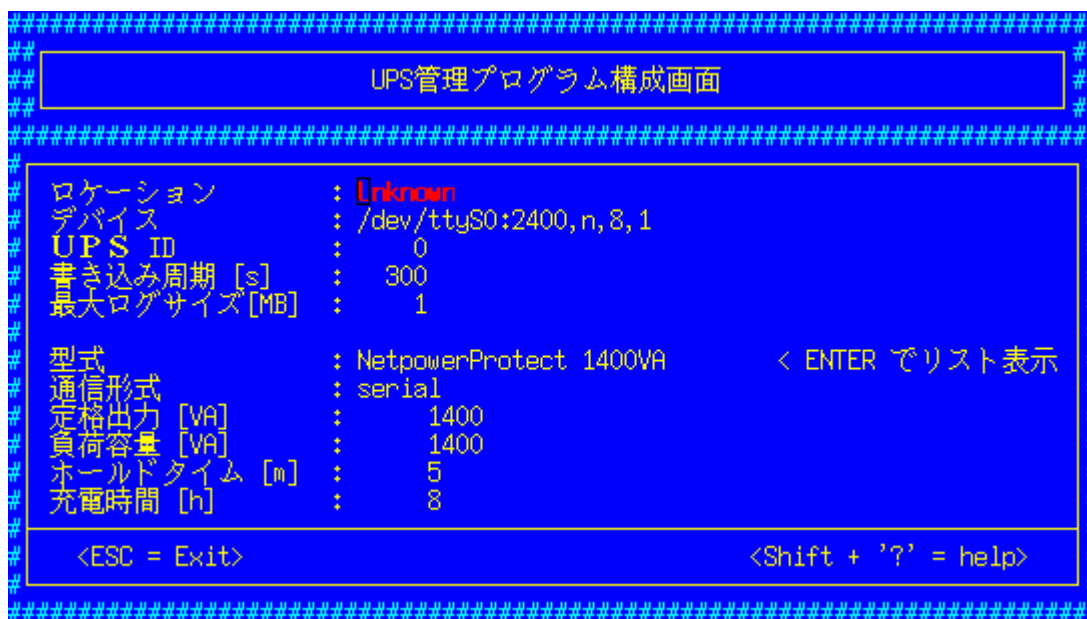 UPS管理プログラム構成画面
ロケーション : Unknown
デバイス : /dev/ttyS0:2400,n,8,1
UPS ID : 0
書き込み周期 [s] : 300
最大ログサイズ[MB] : 1
型式 : NetpowerProtect 1400VA < ENTER でリスト表示
通信形式 : serial
定格出力 [VA] : 1400
負荷容量 [VA] : 1400
ホールドタイム [m] : 5
充電時間 [h] : 8
<ESC = Exit> <Shift + '?' = help>